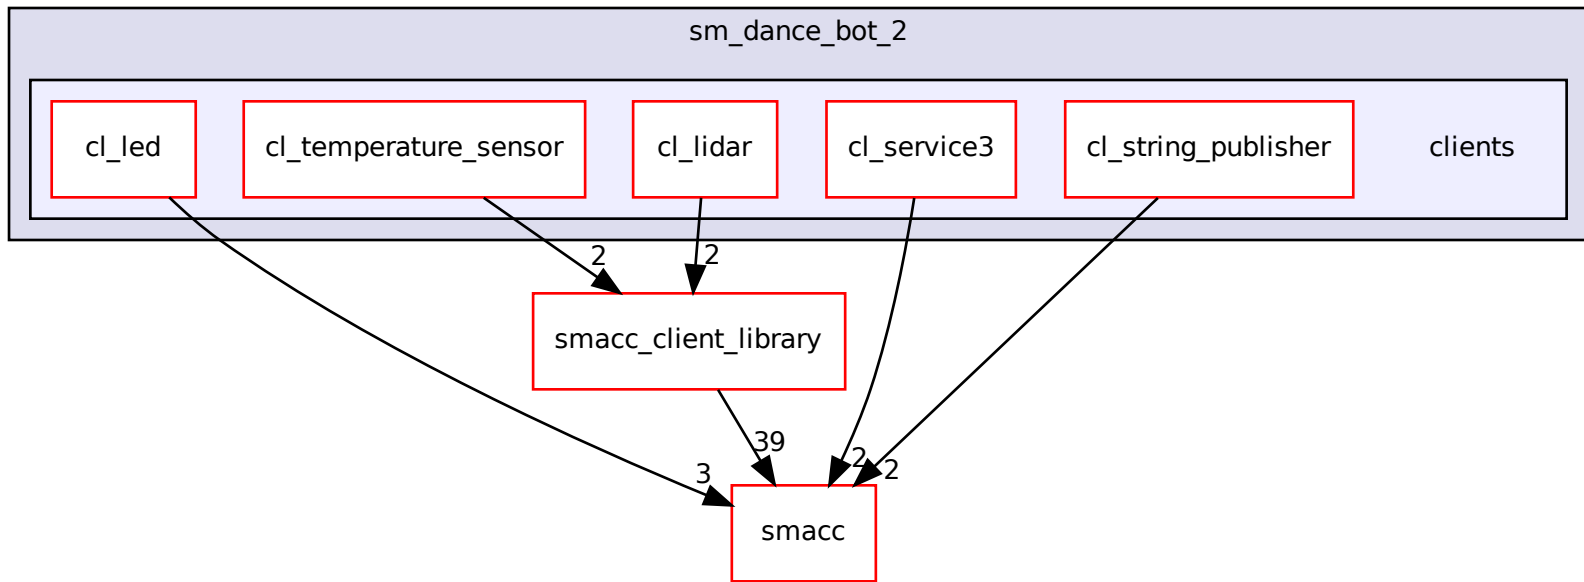 sm_dance_bot_2
cl_led
cl_temperature_sensor
cl_lidar
cl_service3
cl_string_publisher
clients
2
2
smacc_client_library
39
3
2
2
smacc